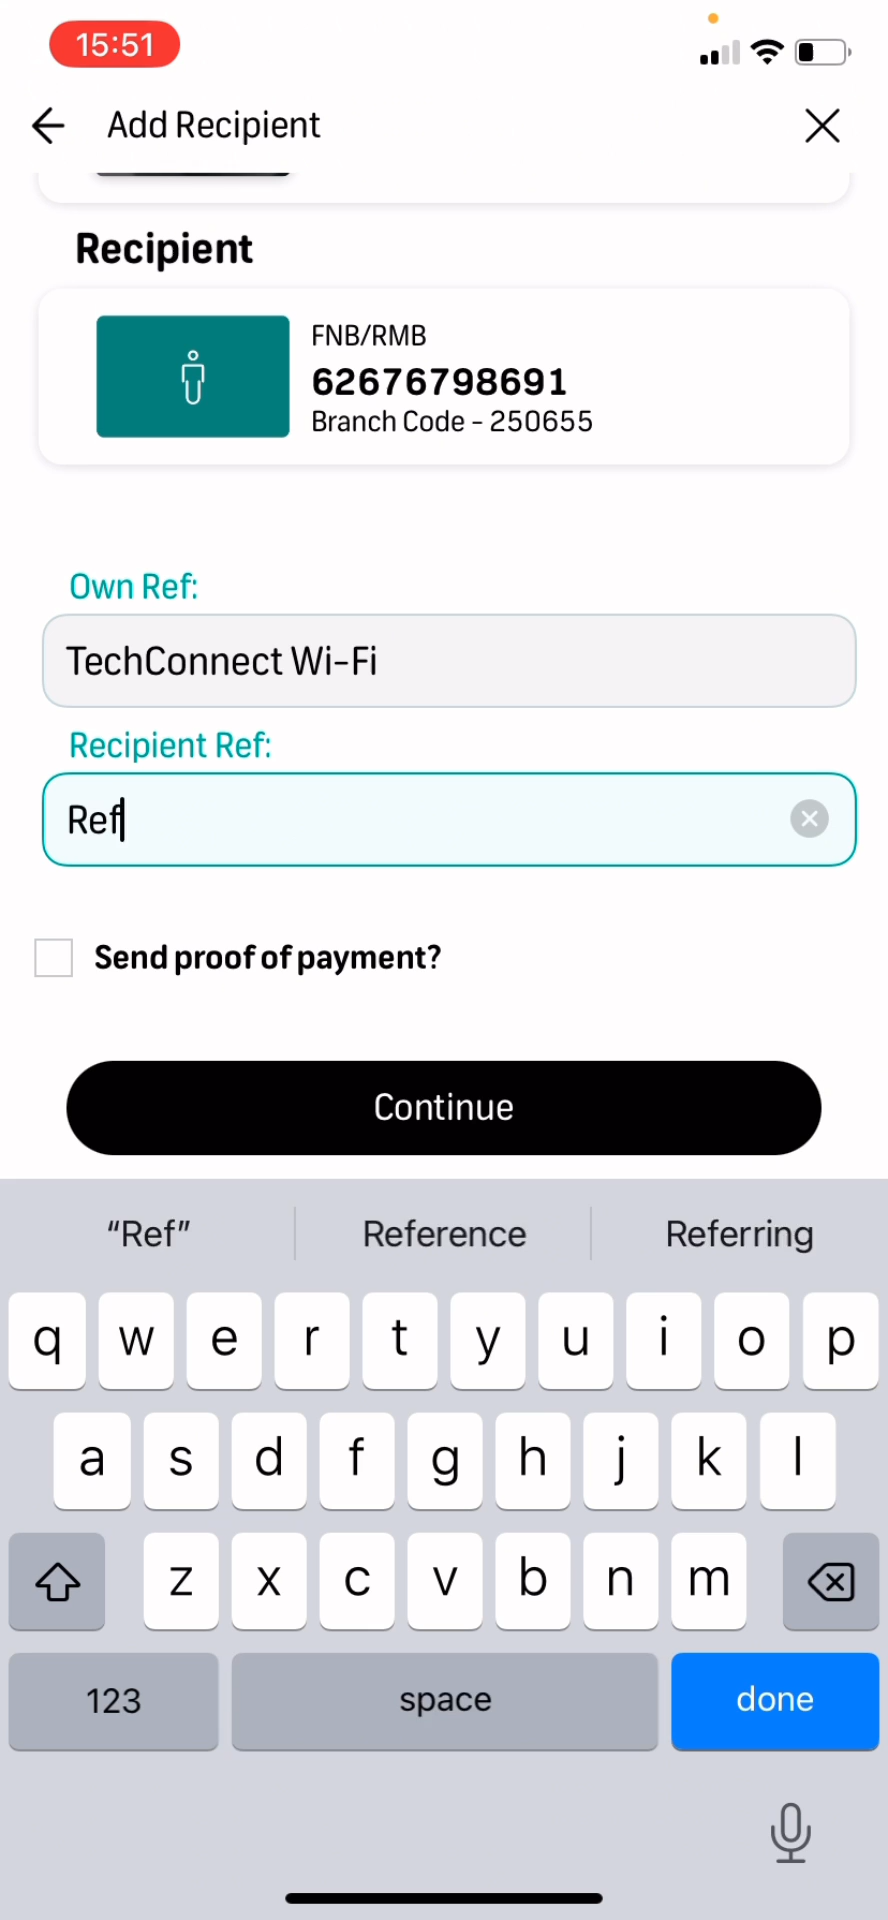 15:51
Add Recipient
Recipient
FNB/RMB
62676798691
Branch Code - 250655
Own Ref:
TechConnect Wi-Fi
Recipient Ref:
Ref
Send proof of payment?
Continue
“Ref” Reference Referring
q w e r t y u i o p
a s d f g h j k l
z x c v b n m
123 space done